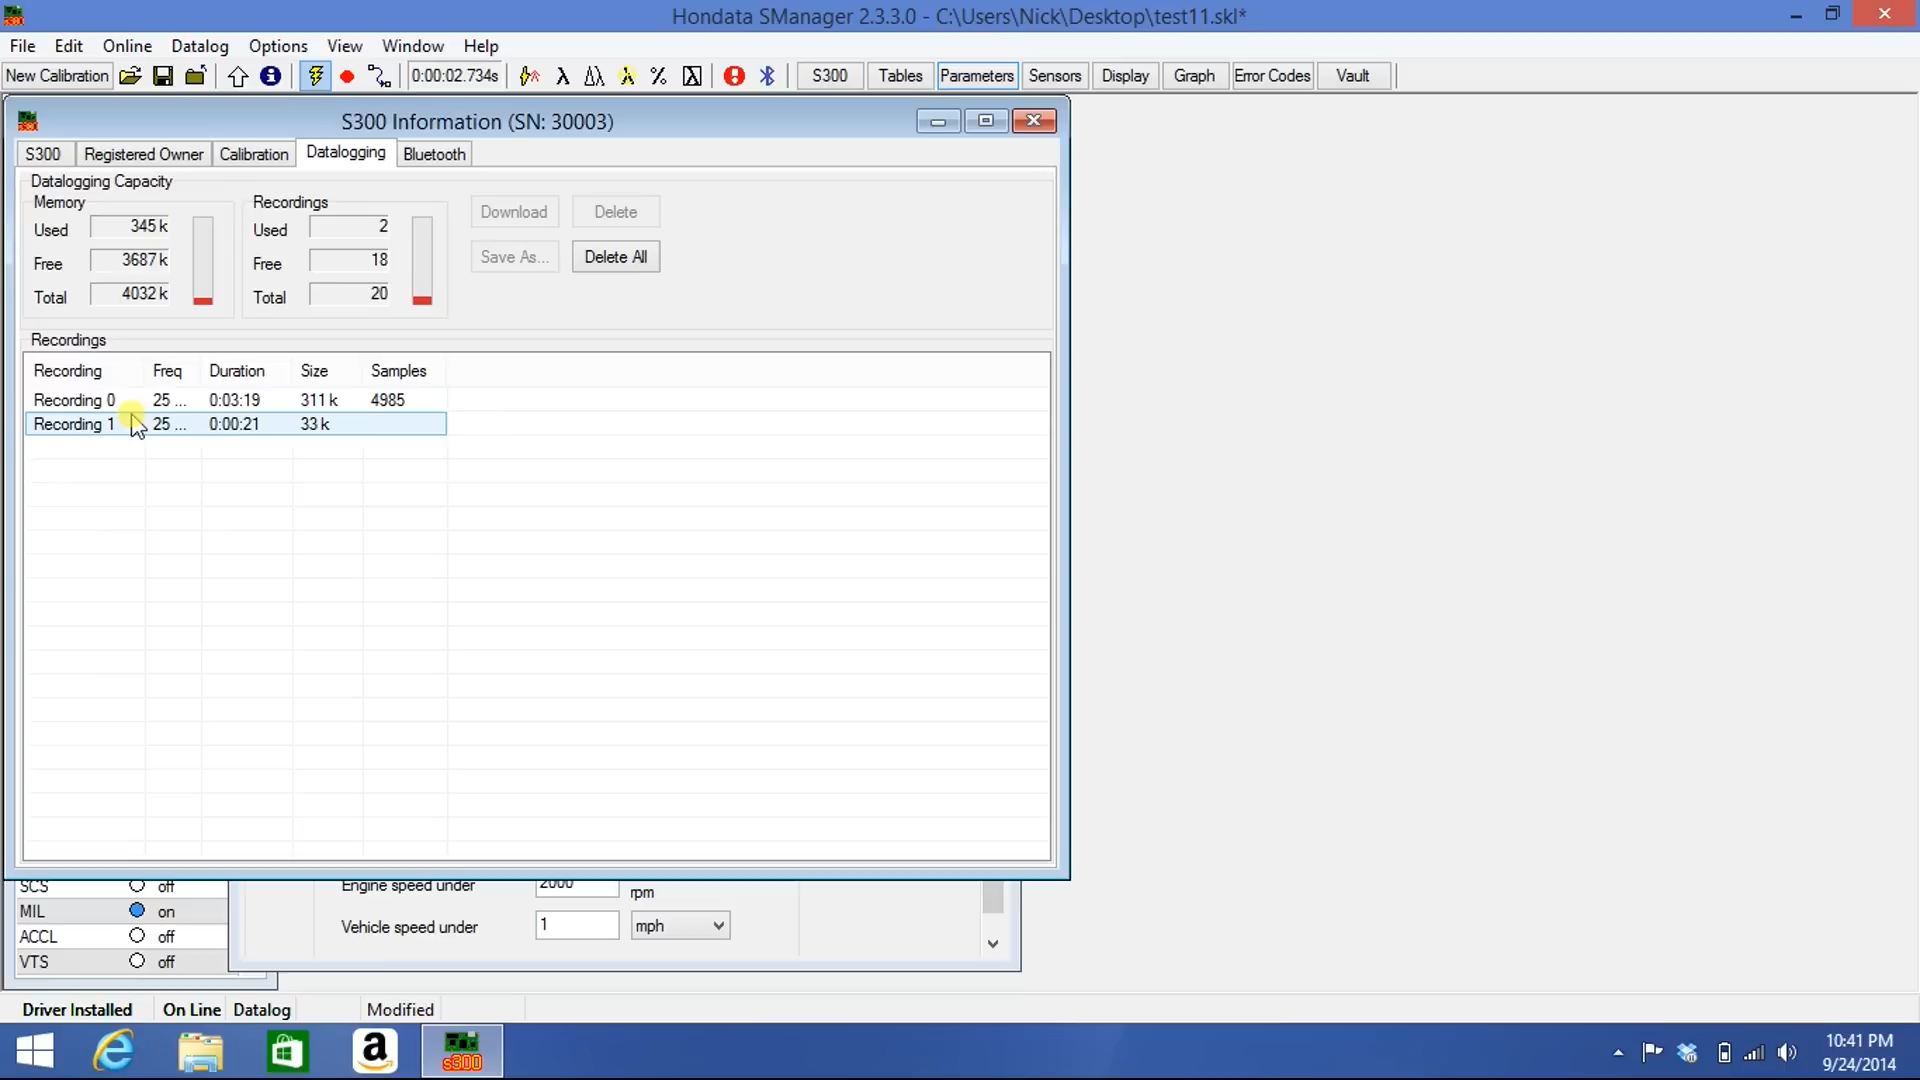 Hondata SManager 2.3.3.0 - C:\Users\Nick\Desktop\test11.skl*
File Edit Online Datalog Options View Window Help
New Calibration 0:00:02.734s S300 Tables Parameters Sensors Display Graph Error Codes Vault
S300 Information (SN: 30003)
S300 Registered Owner Calibration Datalogging Bluetooth
Datalogging Capacity
Memory Recordings
Used 345 k Used 2 Download Delete
Free 3687 k Free 18 Save As... Delete All
Total 4032 k Total 20
Recordings
Recording Freq Duration Size Samples
Recording 0 25 ... 0:03:19 311 k 4985
Recording 1 25 ... 0:00:21 33 k
SCS off Engine speed under 2000 rpm
MIL on Vehicle speed under 1 mph
ACCL off
VTS off
Driver Installed On Line Datalog Modified
a s300 10:41 PM
9/24/2014